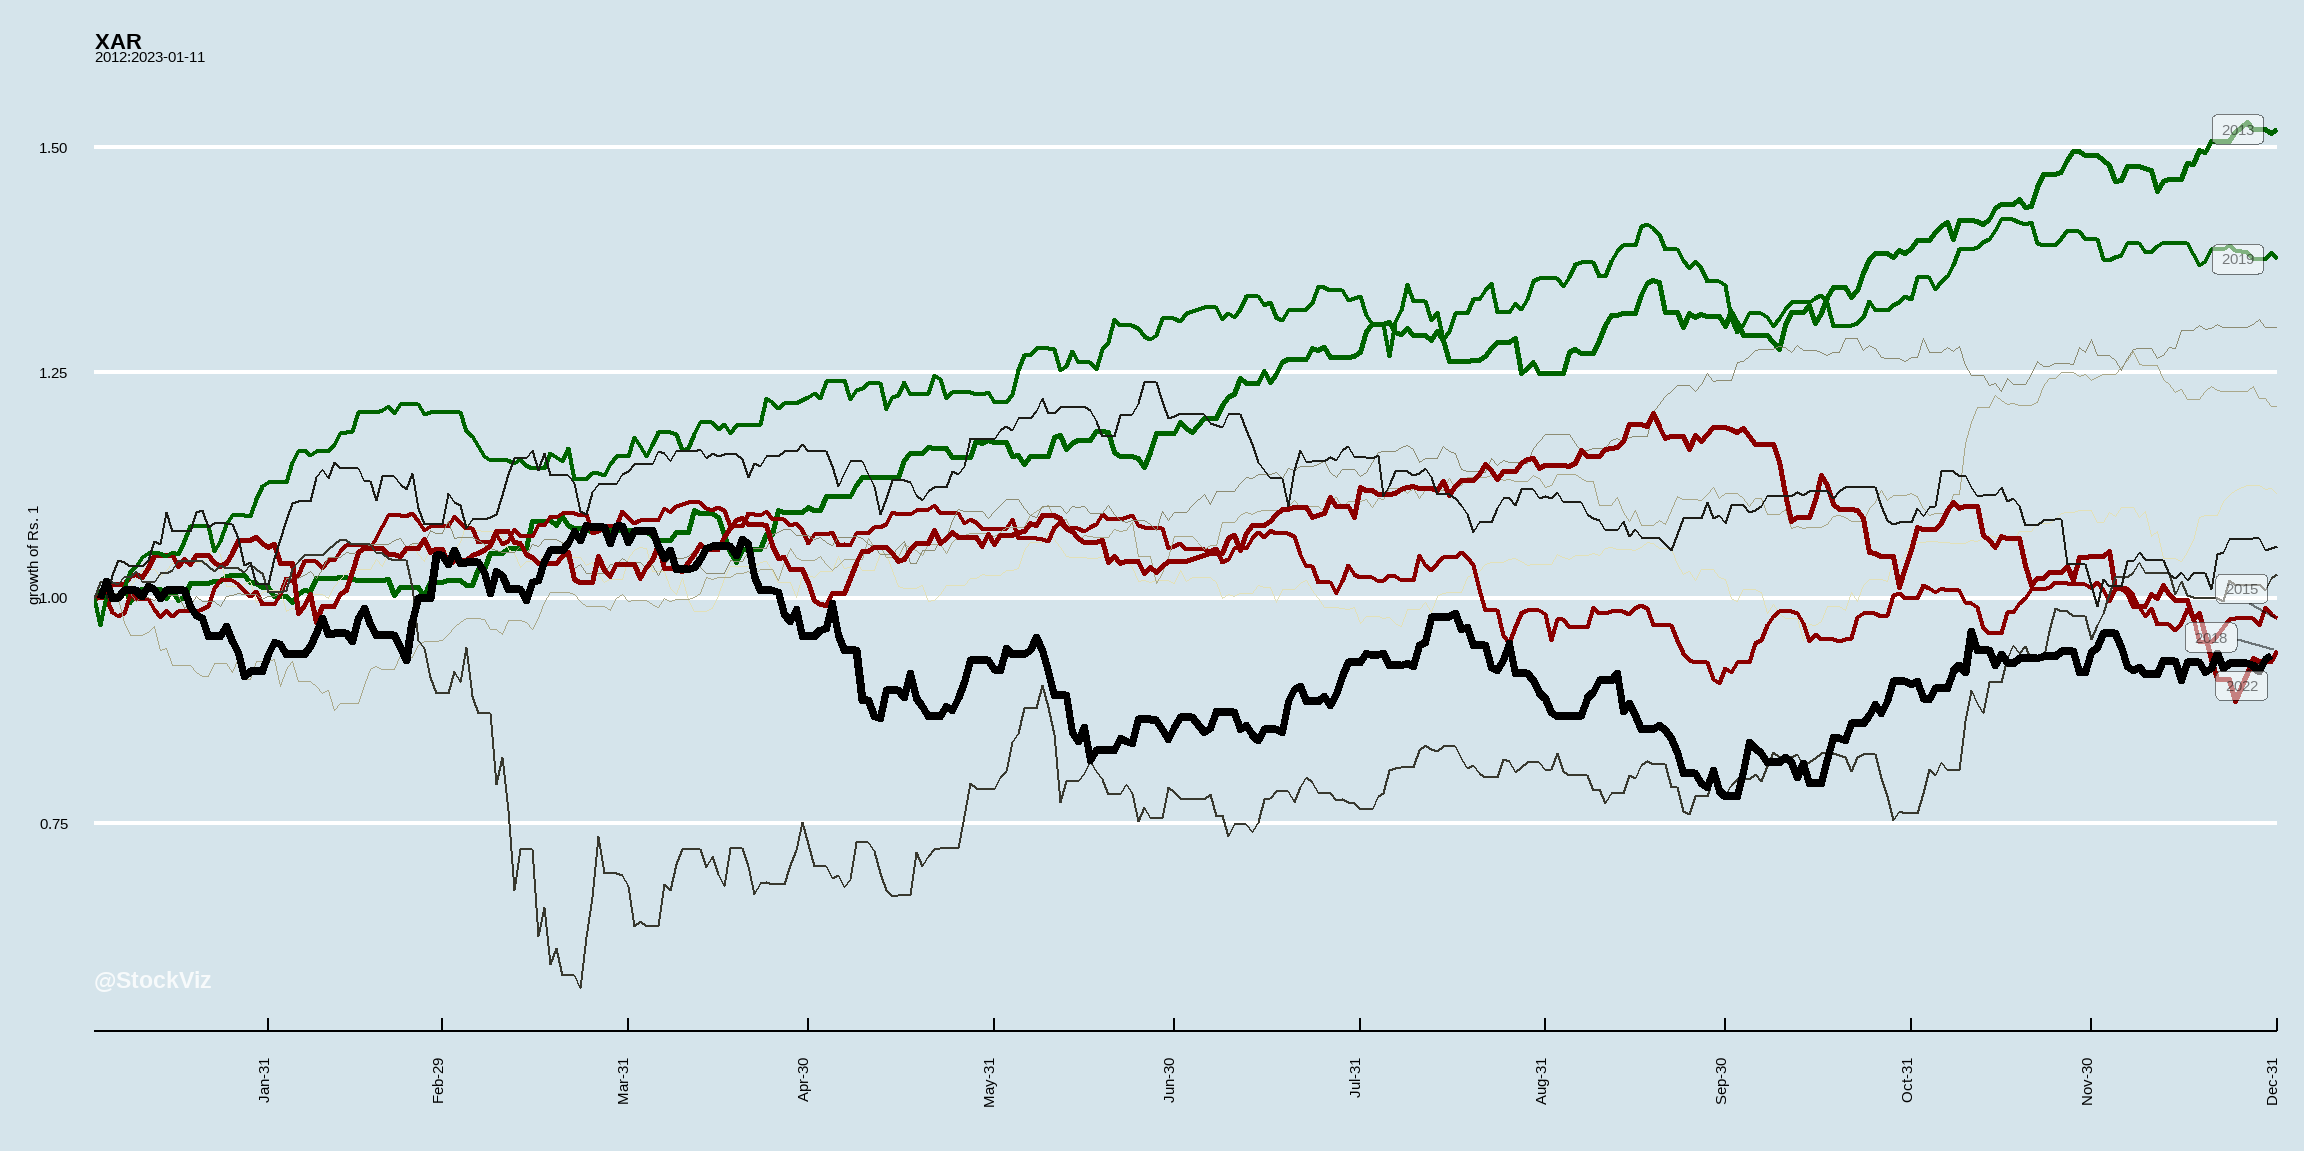 XAR
2012:2023-01-11
growth of Rs. 1
1.50
1.25
1.00
0.75
2013
2019
2015
2018
2022
@StockViz
Jan-31
Feb-29
Mar-31
Apr-30
May-31
Jun-30
Jul-31
Aug-31
Sep-30
Oct-31
Nov-30
Dec-31